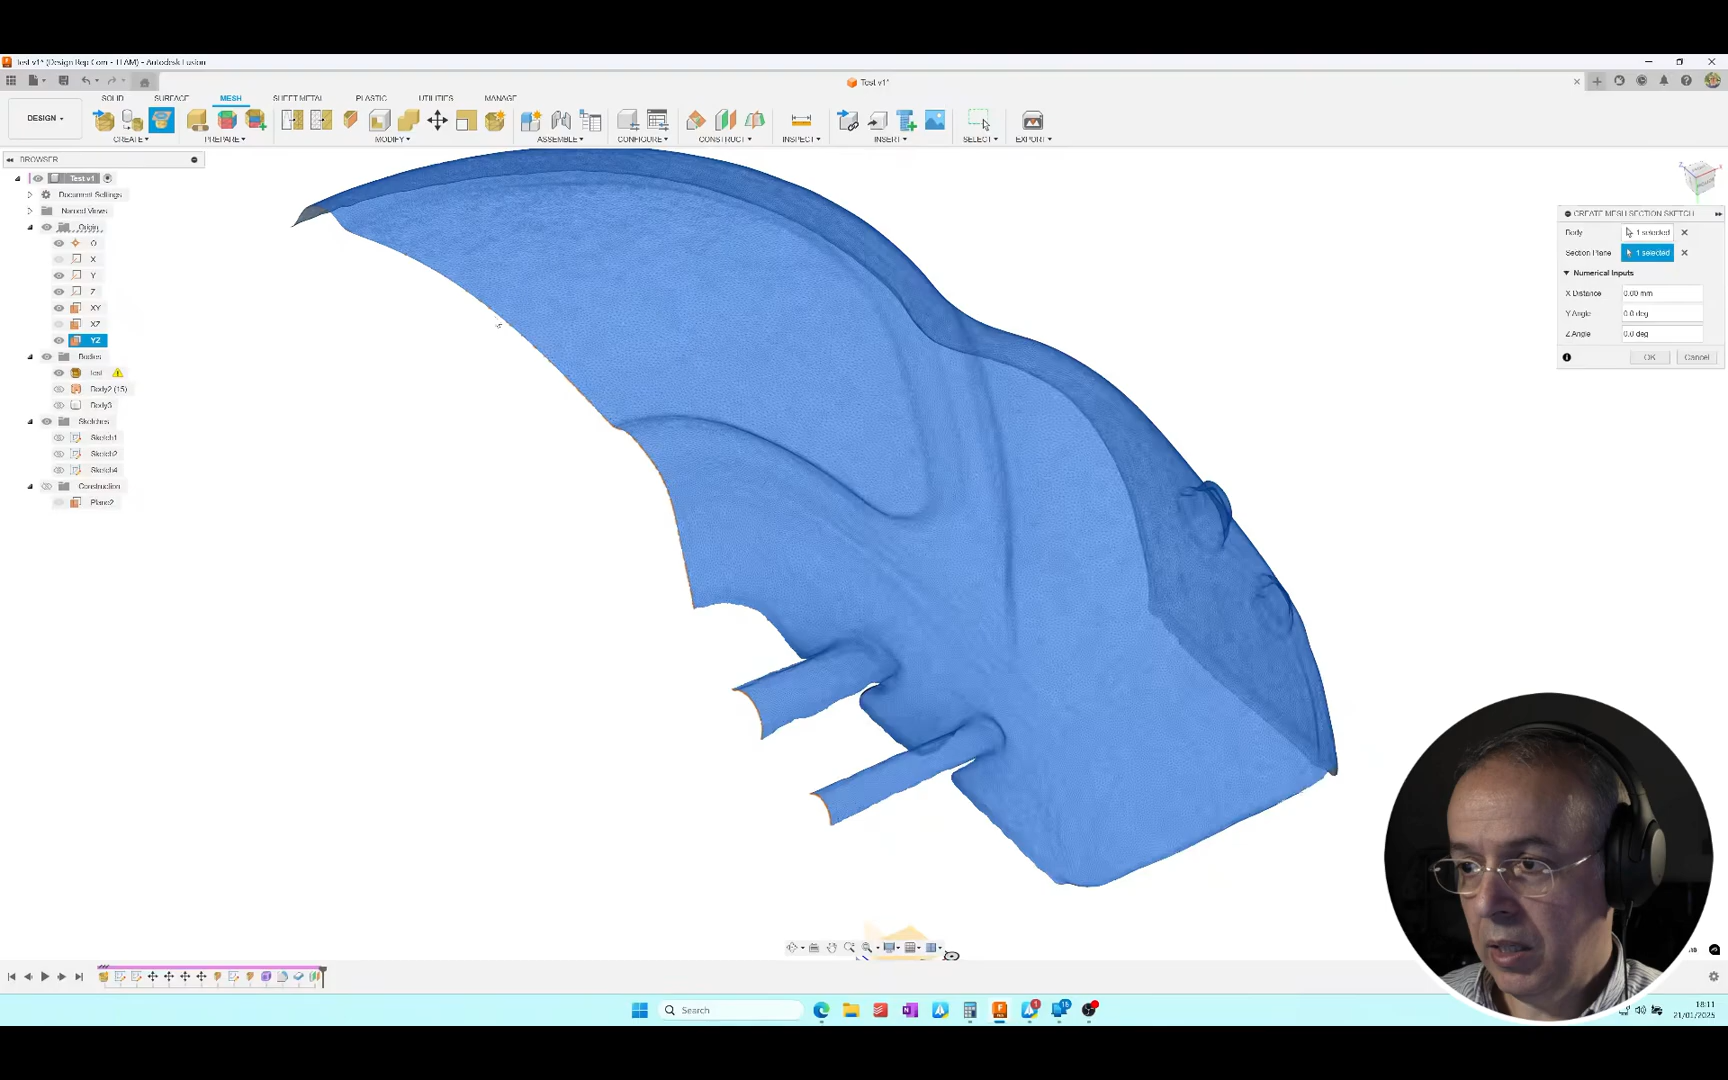 Test v1* (Design Rep Com - TEAM) - Autodesk Fusion
Test v1*
DESIGN
SOLID SURFACE MESH SHEET METAL PLASTIC UTILITIES MANAGE
CREATE PREPARE MODIFY ASSEMBLE CONFIGURE CONSTRUCT INSPECT INSERT SELECT EXPORT
BROWSER
Test v1
Document Settings
Named Views
Origin
O
X
Y
Z
XY
XZ
YZ
Bodies
test
Body2 (15)
Body3
Sketches
Sketch1
Sketch2
Sketch4
Construction
Plane2
CREATE MESH SECTION SKETCH
Body 1 selected
Section Plane 1 selected
Numerical Inputs
X Distance 0.00 mm
Y Angle 0.0 deg
Z Angle 0.0 deg
OK Cancel
Search
18:11
21/01/2025